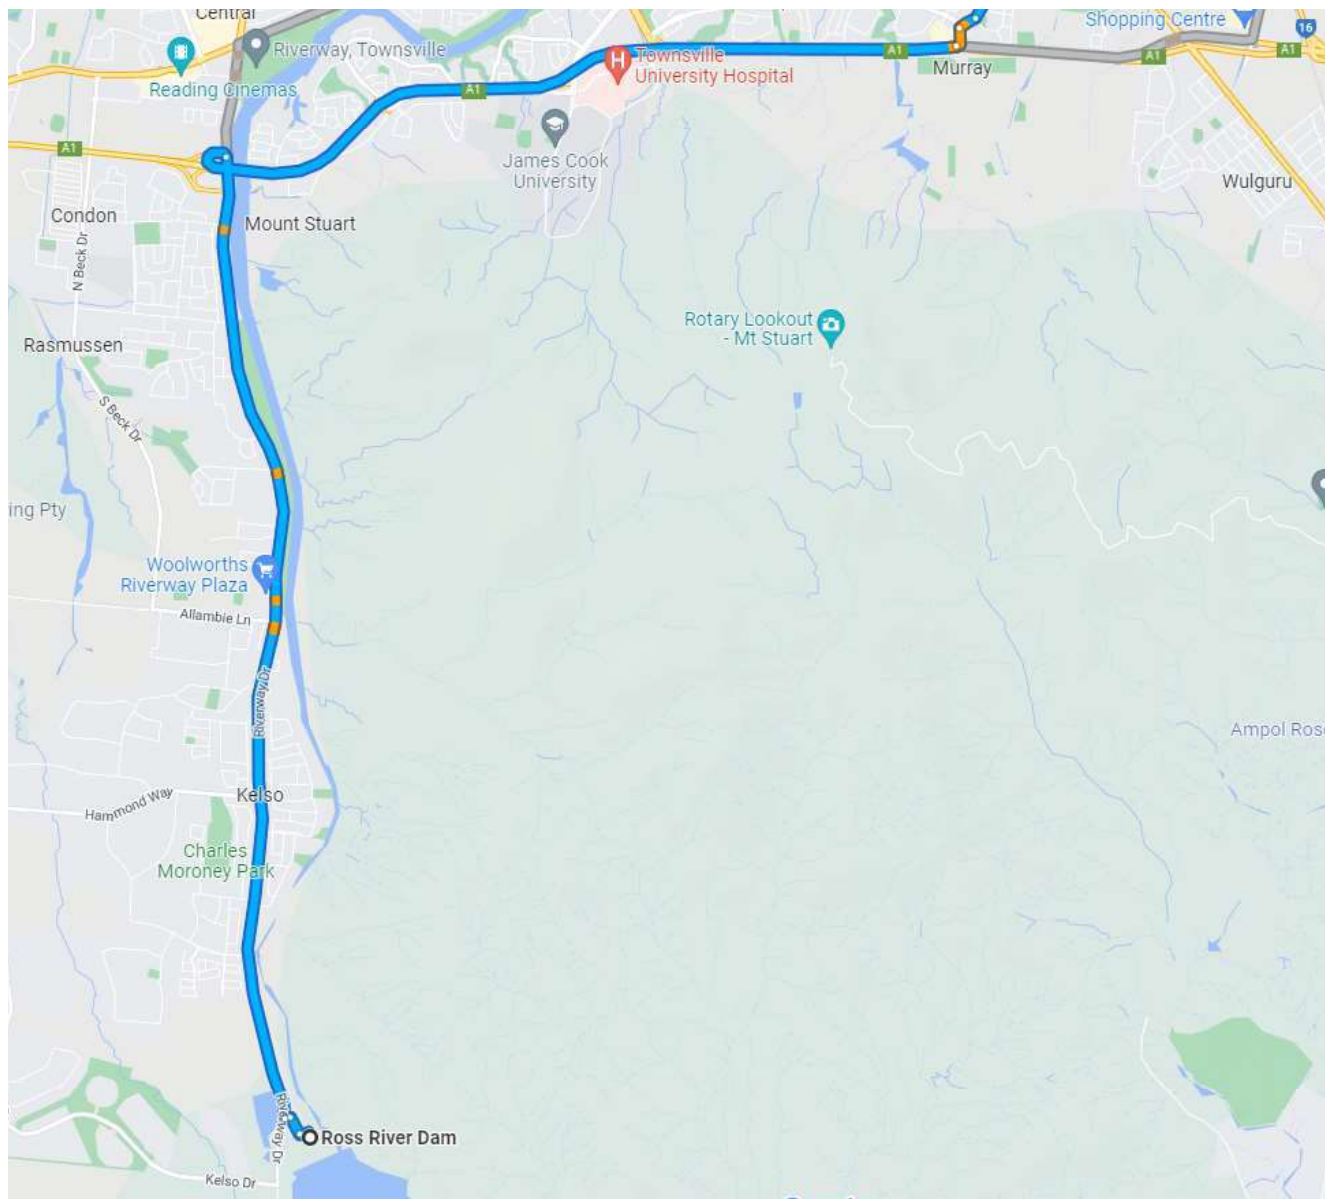 Central
Shopping Centre
16
Riverway, Townsville
A1
A1
A1
Townsville
University Hospital
Murray
Reading Cinemas
A1
A1
James Cook
University
Wulguru
Condon
Mount Stuart
N Beck Dr
Rotary Lookout
- Mt Stuart
Rasmussen
S Beck Dr
ing Pty
Woolworths
Riverway Plaza
Allambie Ln
Riverway Dr
Ampol Ros
Kelso
Hammond Way
Charles
Moroney Park
Riverway Dr
Ross River Dam
Kelso Dr